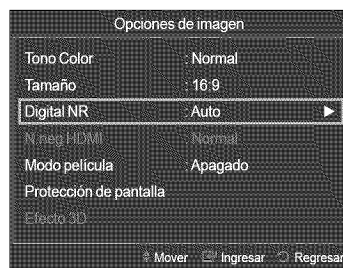 Opciones de imagen
Tono Color : Normal
Tamaño : 16:9
Digital NR : Auto
N.neg HDMI : Normal
Modo película : Apagado
Protección de pantalla
Efecto 3D
Mover Ingresar Regresar